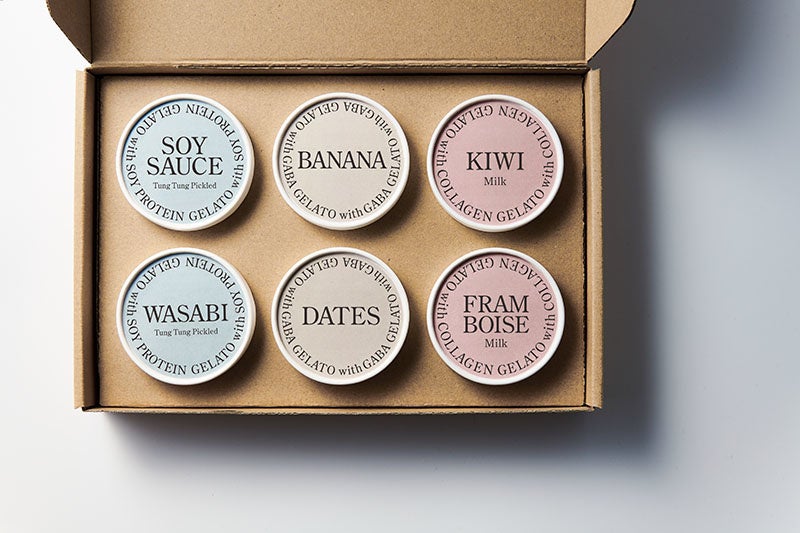 SOY
SAUCE
Tung Tung Pickled
GELATO with SOY PROTEIN GELATO with SOY PROTEIN
BANANA
GELATO with GABA GELATO with GABA
KIWI
Milk
GELATO with COLLAGEN GELATO with COLLAGEN
WASABI
Tung Tung Pickled
GELATO with SOY PROTEIN GELATO with SOY PROTEIN
DATES
GELATO with GABA GELATO with GABA
FRAM
BOISE
Milk
GELATO with COLLAGEN GELATO with COLLAGEN